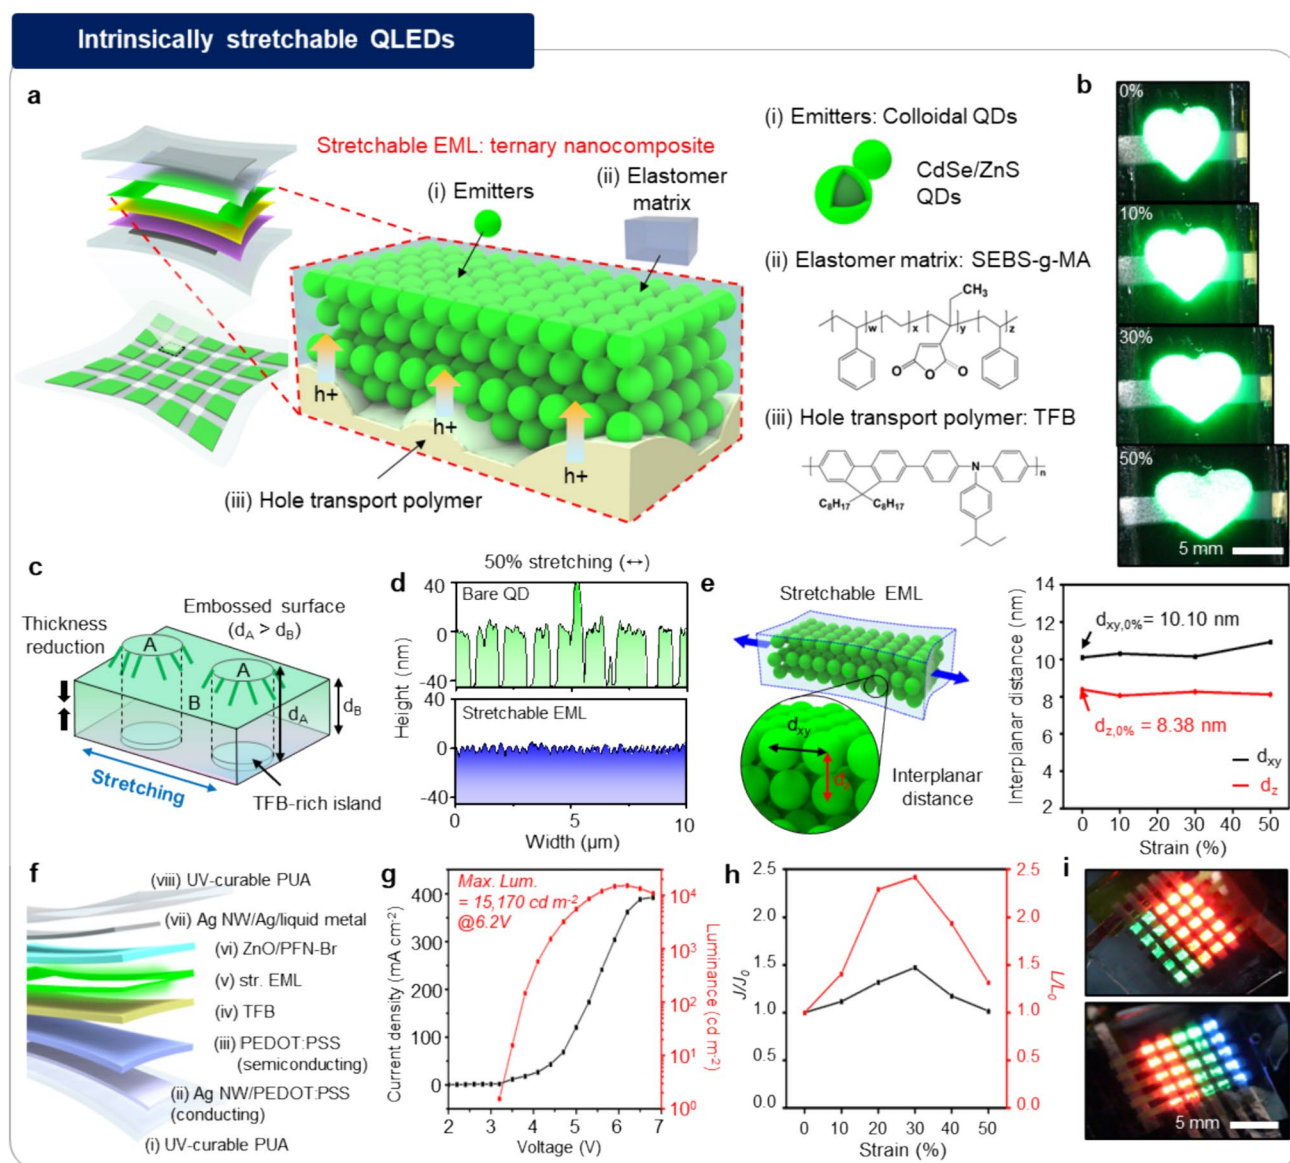 Intrinsically stretchable QLEDs
a
Stretchable EML: ternary nanocomposite
(i) Emitters
(ii) Elastomer
matrix
h+
h+
h+
(iii) Hole transport polymer
(i) Emitters: Colloidal QDs
CdSe/ZnS
QDs
(ii) Elastomer matrix: SEBS-g-MA
CH3
w
x
y
z
O
O
O
(iii) Hole transport polymer: TFB
N
n
C8H17
C8H17
b
0%
10%
30%
50%
5 mm
c
Thickness
reduction
Embossed surface
(dA > dB)
A
A
B
dA
dB
Stretching
TFB-rich island
d
50% stretching (↔)
Bare QD
Stretchable EML
40
0
-40
40
0
-40
Height (nm)
0
5
10
Width (μm)
e
Stretchable EML
dxy
dz
Interplanar
distance
14
12
10
8
6
4
2
Interplanar distance (nm)
dxy,0% = 10.10 nm
dz,0% = 8.38 nm
dxy
dz
0
10
20
30
40
50
Strain (%)
f
(viii) UV-curable PUA
(vii) Ag NW/Ag/liquid metal
(vi) ZnO/PFN-Br
(v) str. EML
(iv) TFB
(iii) PEDOT:PSS
(semiconducting)
(ii) Ag NW/PEDOT:PSS
(conducting)
(i) UV-curable PUA
g
Max. Lum.
= 15,170 cd m-2
@6.2V
400
300
200
100
0
Current density (mA cm-2)
10^4
10^3
10^2
10^1
10^0
Luminance (cd m-2)
2
3
4
5
6
7
Voltage (V)
h
2.5
2.0
1.5
1.0
0.5
0.0
J/J0
2.5
2.0
1.5
1.0
0.5
0.0
L/L0
0
10
20
30
40
50
Strain (%)
i
5 mm